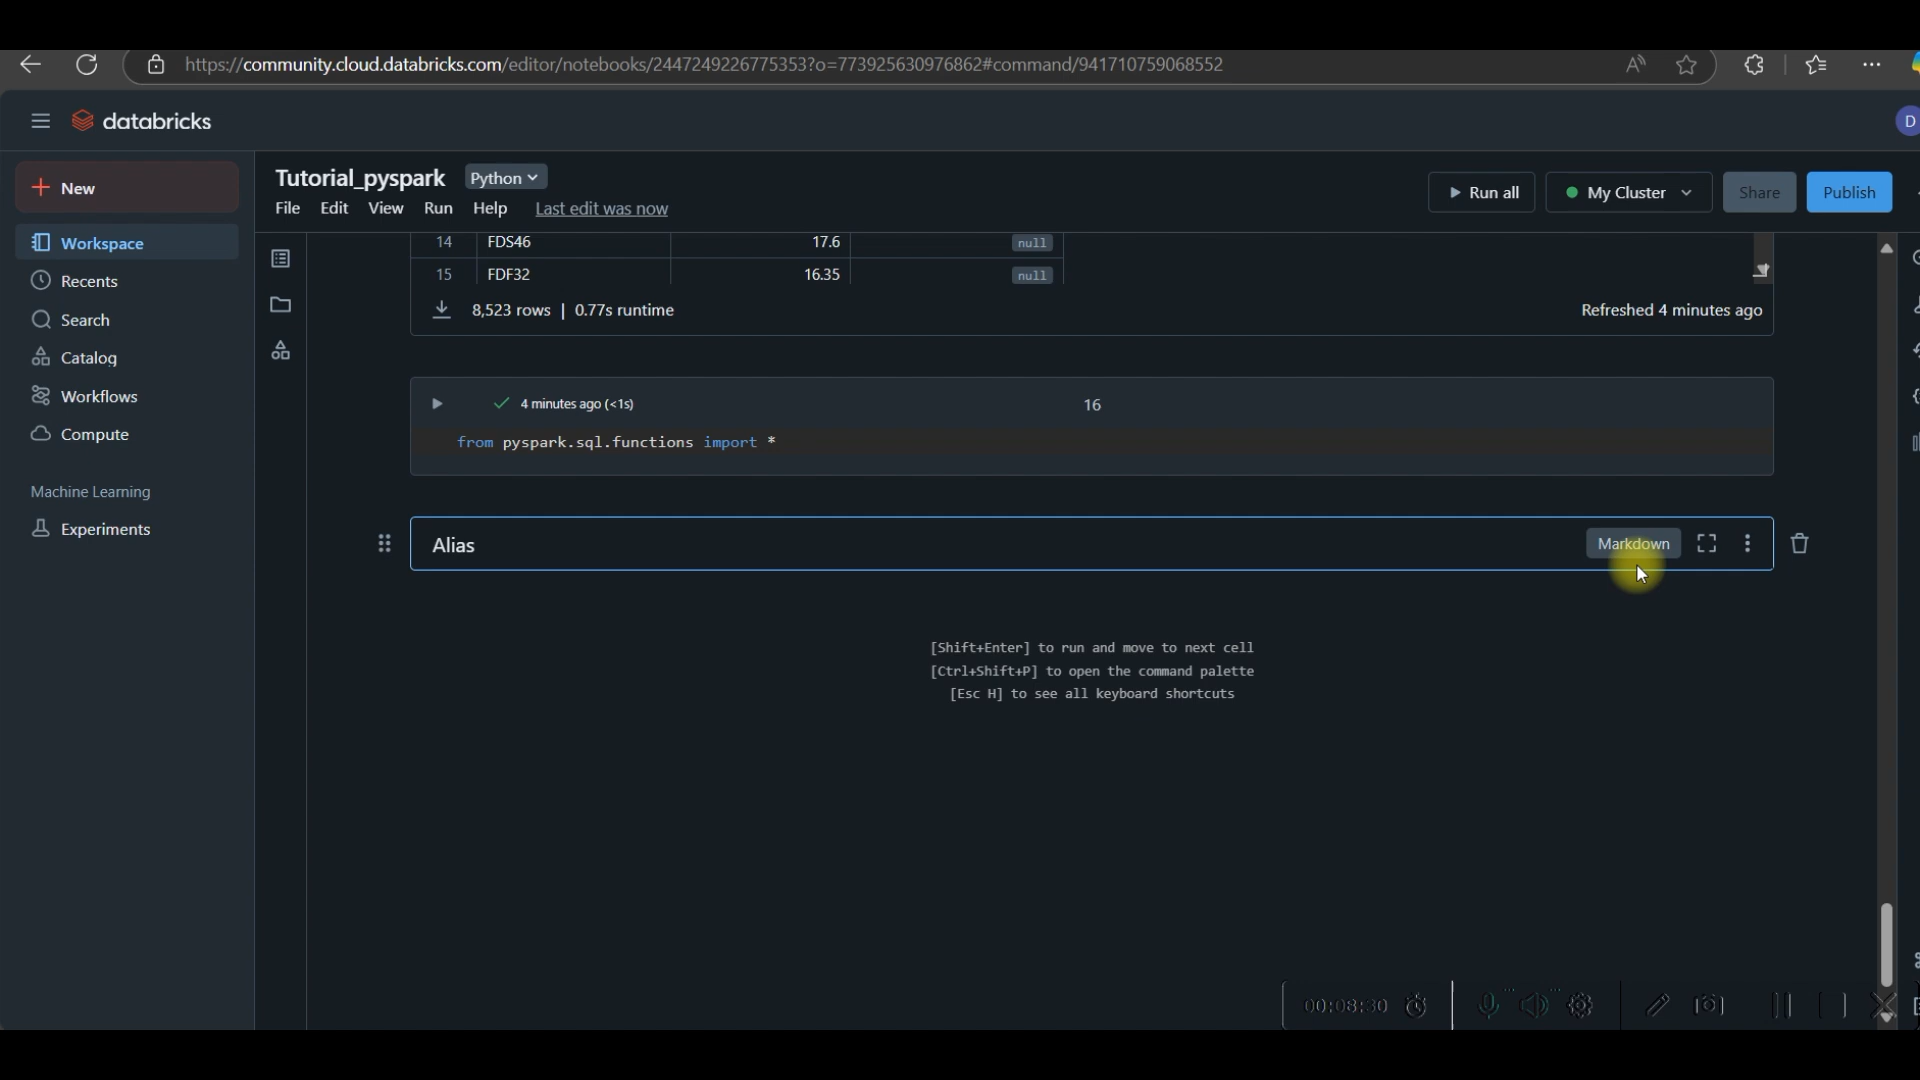 https://community.cloud.databricks.com/editor/notebooks/2447249226775353?o=773925630976862#command/941710759068552
databricks
D
New
Tutorial_pyspark Python
File Edit View Run Help Last edit was now
Run all
My Cluster
Share
Publish
Workspace
Recents
Search
Catalog
Workflows
Compute
Machine Learning
Experiments
14 FDS46 17.6 null
15 FDF32 16.35 null
8,523 rows | 0.77s runtime
Refreshed 4 minutes ago
4 minutes ago (<1s)
16
from pyspark.sql.functions import *
Alias
Markdown
[Shift+Enter] to run and move to next cell
[Ctrl+Shift+P] to open the command palette
[Esc H] to see all keyboard shortcuts
00:08:30